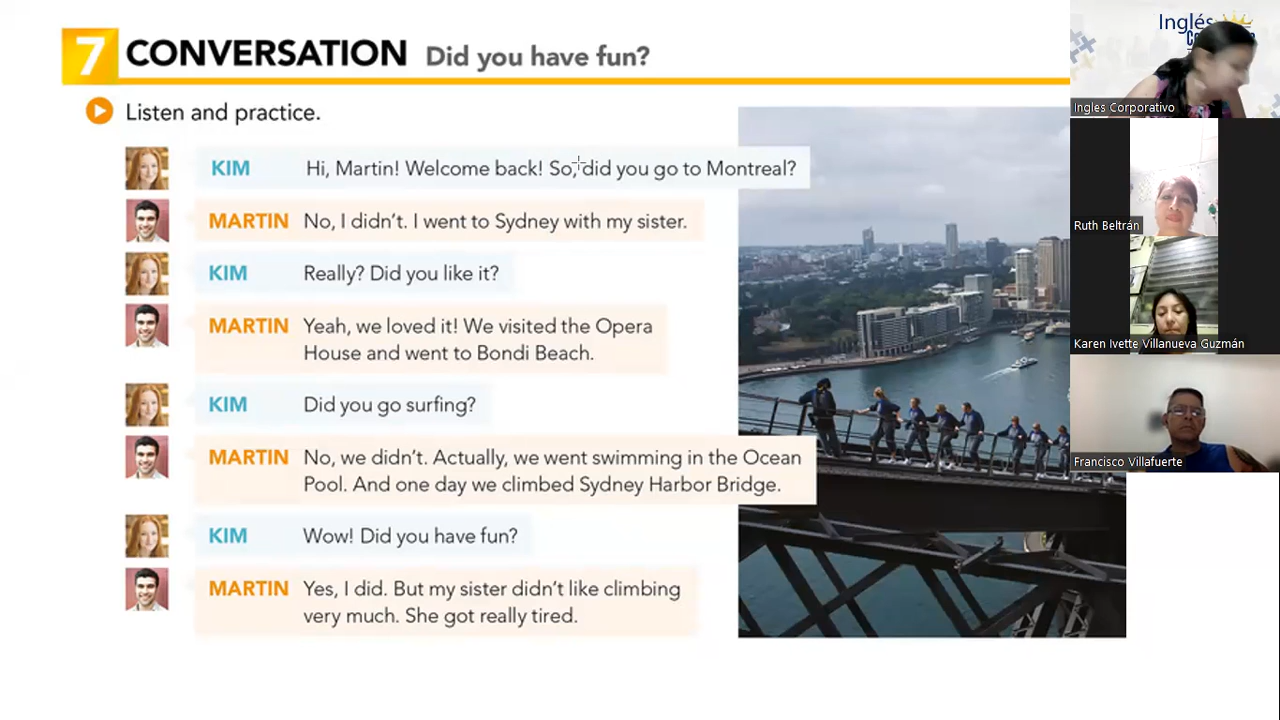 7 CONVERSATION Did you have fun?
Listen and practice.
KIM Hi, Martin! Welcome back! So, did you go to Montreal?
MARTIN No, I didn't. I went to Sydney with my sister.
KIM Really? Did you like it?
MARTIN Yeah, we loved it! We visited the Opera
House and went to Bondi Beach.
KIM Did you go surfing?
MARTIN No, we didn't. Actually, we went swimming in the Ocean
Pool. And one day we climbed Sydney Harbor Bridge.
KIM Wow! Did you have fun?
MARTIN Yes, I did. But my sister didn't like climbing
very much. She got really tired.
Inglés
Ingles Corporativo
Ruth Beltrán
Karen Ivette Villanueva Guzmán
Francisco Villafuerte